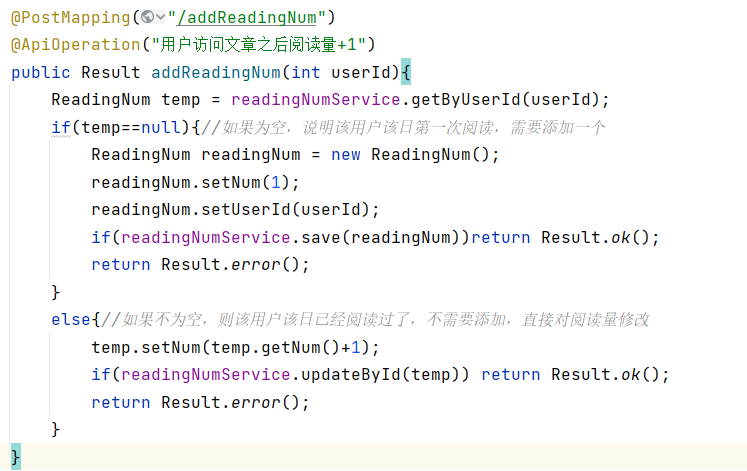 @PostMapping("/addReadingNum")
@ApiOperation("用户访问文章之后阅读量+1")
public Result addReadingNum(int userId){
    ReadingNum temp = readingNumService.getByUserId(userId);
    if(temp==null){//如果为空，说明该用户该日第一次阅读，需要添加一个
        ReadingNum readingNum = new ReadingNum();
        readingNum.setNum(1);
        readingNum.setUserId(userId);
        if(readingNumService.save(readingNum))return Result.ok();
        return Result.error();
    }
    else{//如果不为空，则该用户该日已经阅读过了，不需要添加，直接对阅读量修改
        temp.setNum(temp.getNum()+1);
        if(readingNumService.updateById(temp)) return Result.ok();
        return Result.error();
    }
}